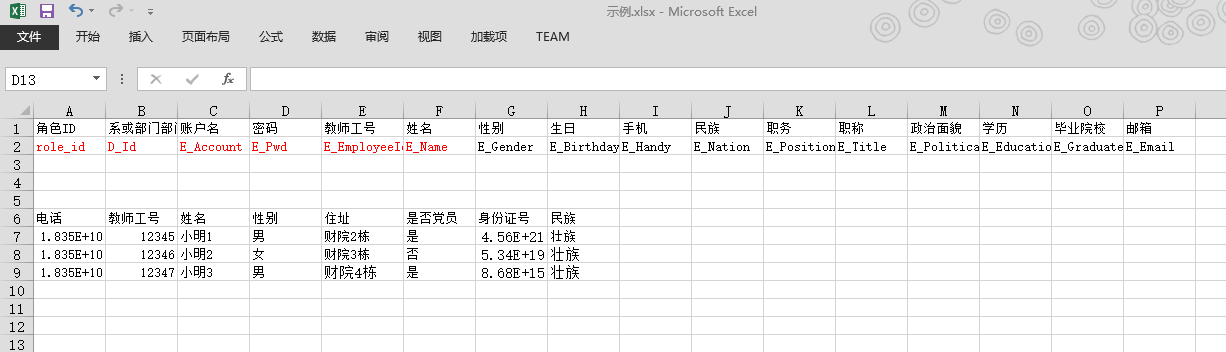 示例.xlsx - Microsoft Excel
文件 开始 插入 页面布局 公式 数据 审阅 视图 加载项 TEAM
D13 fx
A B C D E F G H I J K L M N O P
1 角色ID 系或部门部门 账户名 密码 教师工号 姓名 性别 生日 手机 民族 职务 职称 政治面貌 学历 毕业院校 邮箱
2 role_id D_Id E_Account E_Pwd E_EmployeeId E_Name E_Gender E_Birthday E_Handy E_Nation E_Position E_Title E_Politica E_Educatio E_Graduate E_Email
3
4
5
6 电话 教师工号 姓名 性别 住址 是否党员 身份证号 民族
7 1.835E+10 12345 小明1 男 财院2栋 是 4.56E+21 壮族
8 1.835E+10 12346 小明2 女 财院3栋 否 5.34E+19 壮族
9 1.835E+10 12347 小明3 男 财院4栋 是 8.68E+15 壮族
10
11
12
13